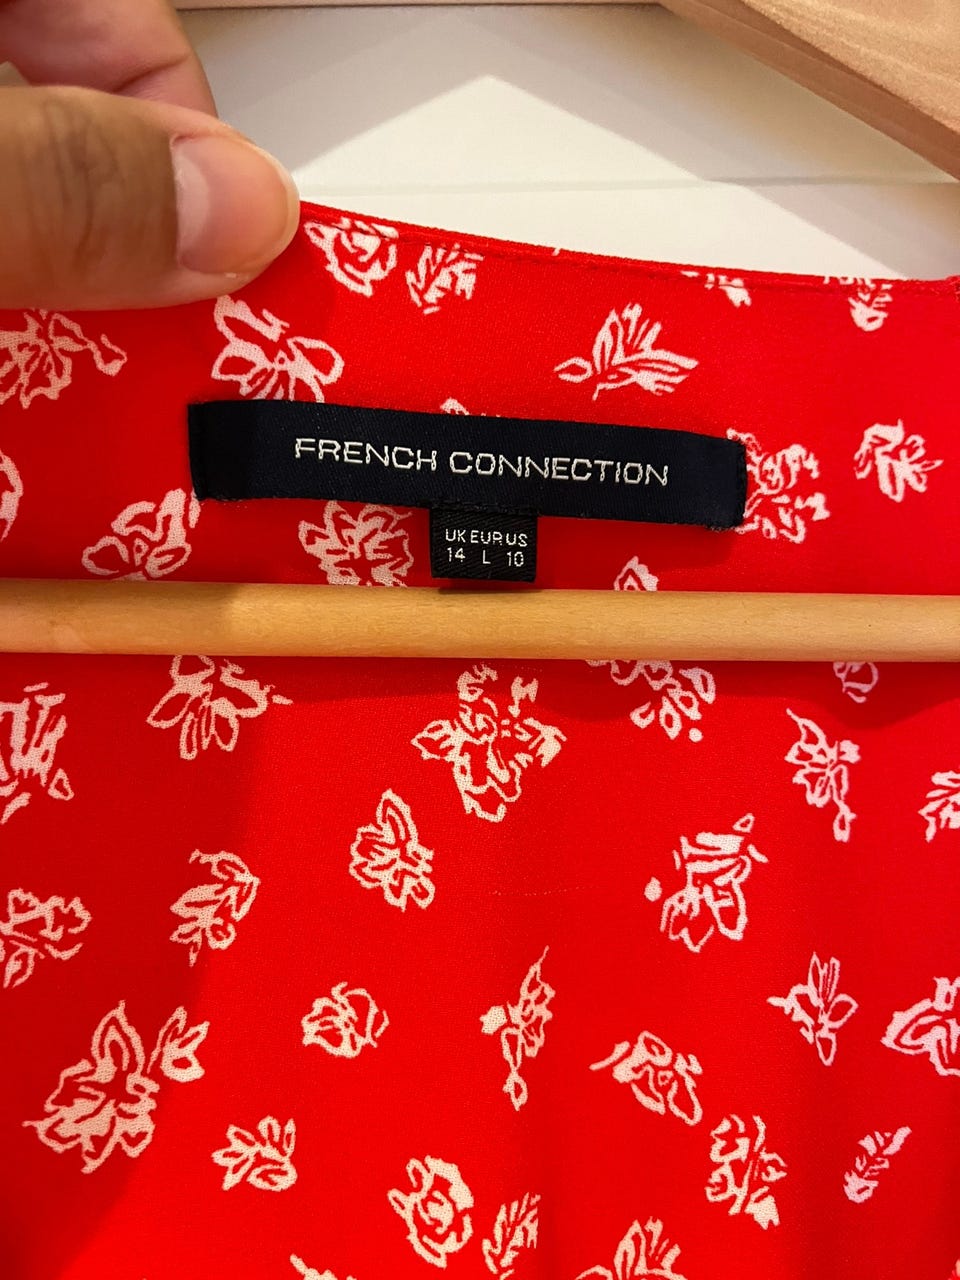 FRENCH CONNECTION
UK EUR US
14 L 10